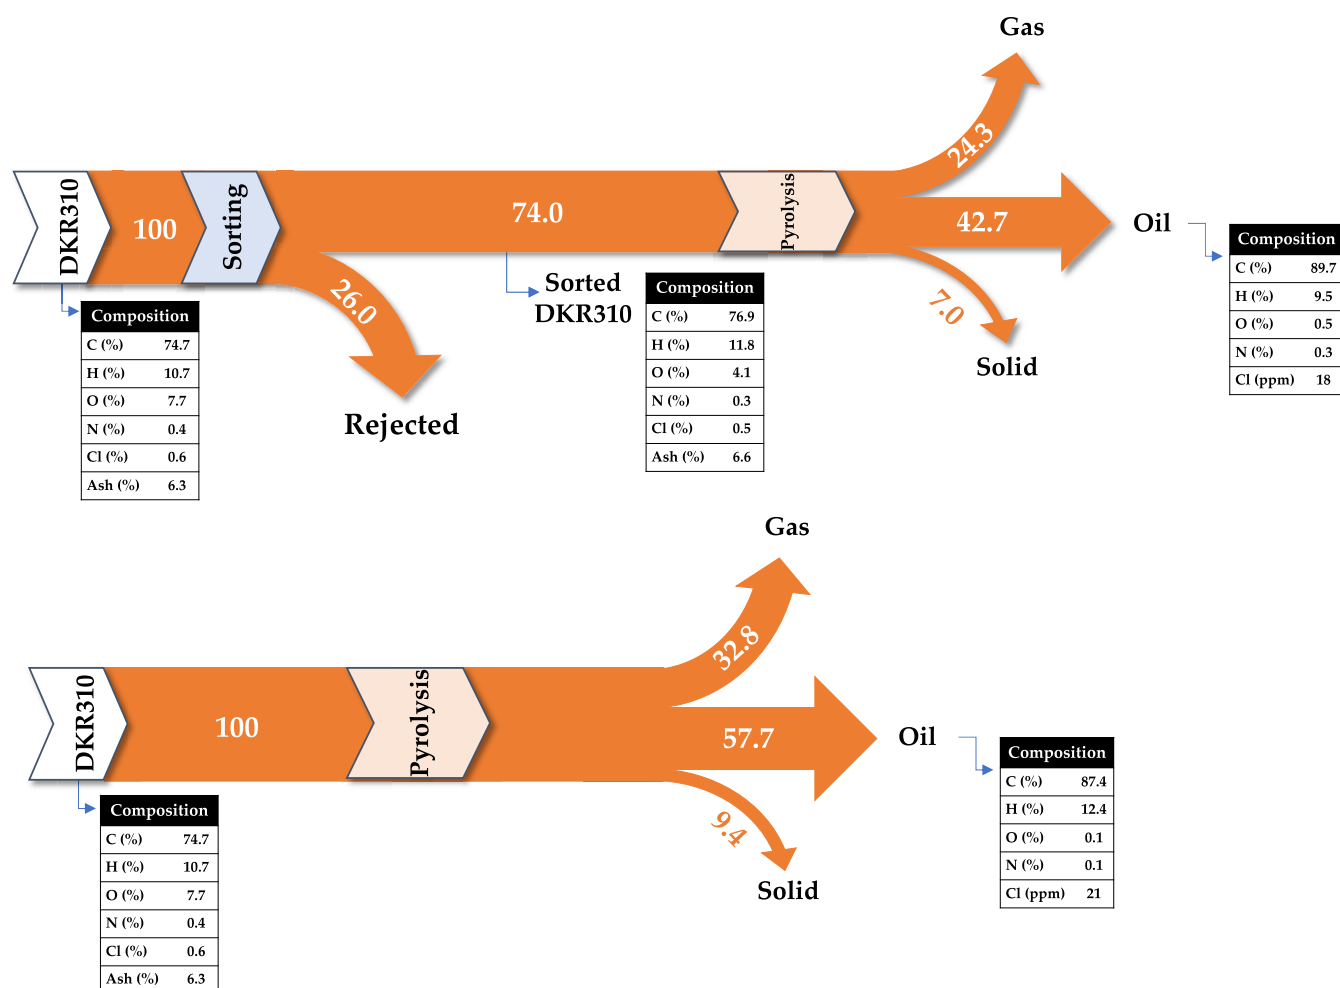 Gas
24.3
DKR310
100
Sorting
74.0
Pyrolysis
42.7
Oil
26.0
7.0
Sorted
DKR310
Rejected
Solid
Composition
C (%) 74.7
H (%) 10.7
O (%) 7.7
N (%) 0.4
Cl (%) 0.6
Ash (%) 6.3
Composition
C (%) 76.9
H (%) 11.8
O (%) 4.1
N (%) 0.3
Cl (%) 0.5
Ash (%) 6.6
Composition
C (%) 89.7
H (%) 9.5
O (%) 0.5
N (%) 0.3
Cl (ppm) 18
Gas
32.8
DKR310
100
Pyrolysis
57.7
Oil
9.4
Solid
Composition
C (%) 74.7
H (%) 10.7
O (%) 7.7
N (%) 0.4
Cl (%) 0.6
Ash (%) 6.3
Composition
C (%) 87.4
H (%) 12.4
O (%) 0.1
N (%) 0.1
Cl (ppm) 21